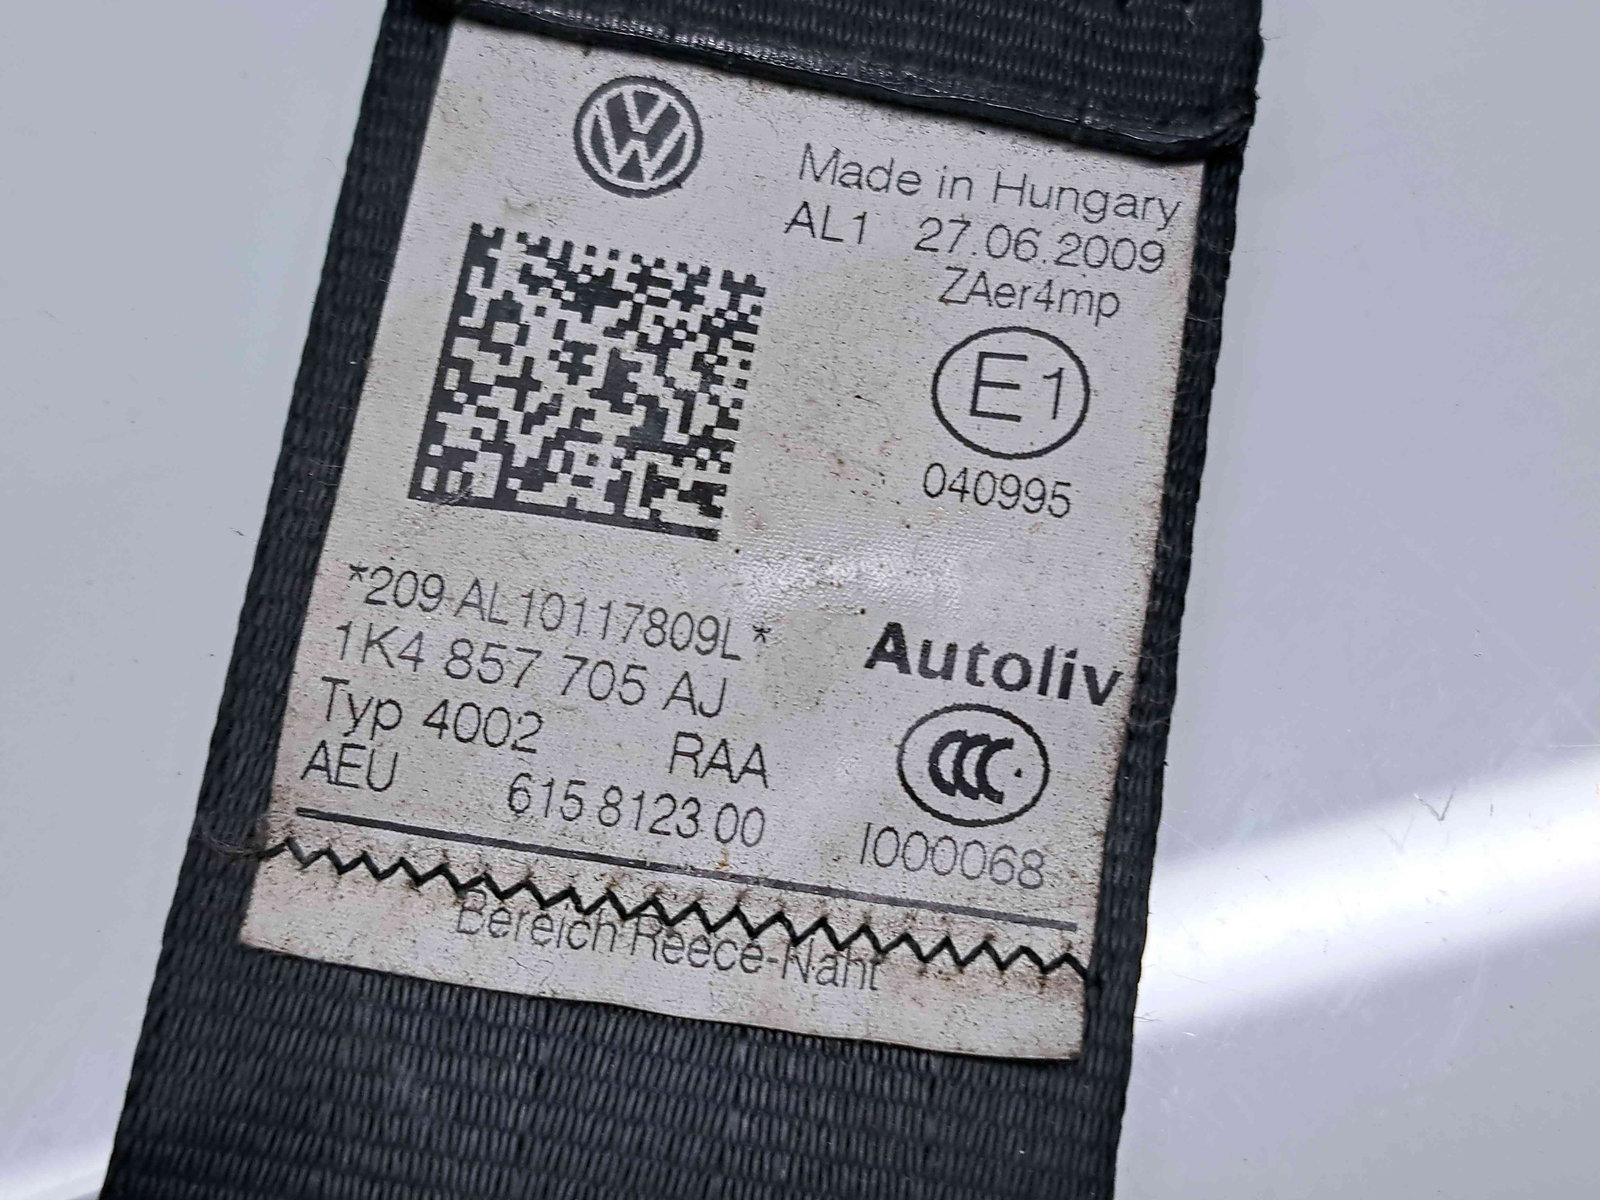 Made in Hungary
AL1 27.06.2009
ZAer4mp
E1
040995
*209-AL10117809L*
1K4 857 705 AJ
Typ 4002 RAA
AEU 615 8123 00
Autoliv
CCC
I000068
Bereich Reece-Naht